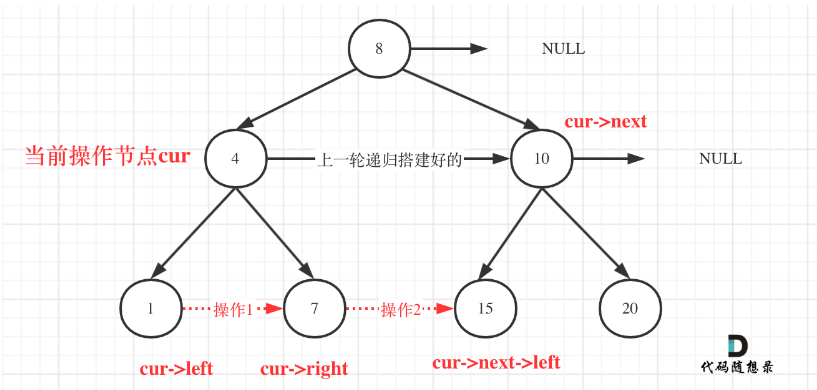 8
NULL
cur->next
当前操作节点cur
4
上一轮递归搭建好的
10
NULL
1
操作1
7
操作2
15
20
cur->left
cur->right
cur->next->left
代码随想录